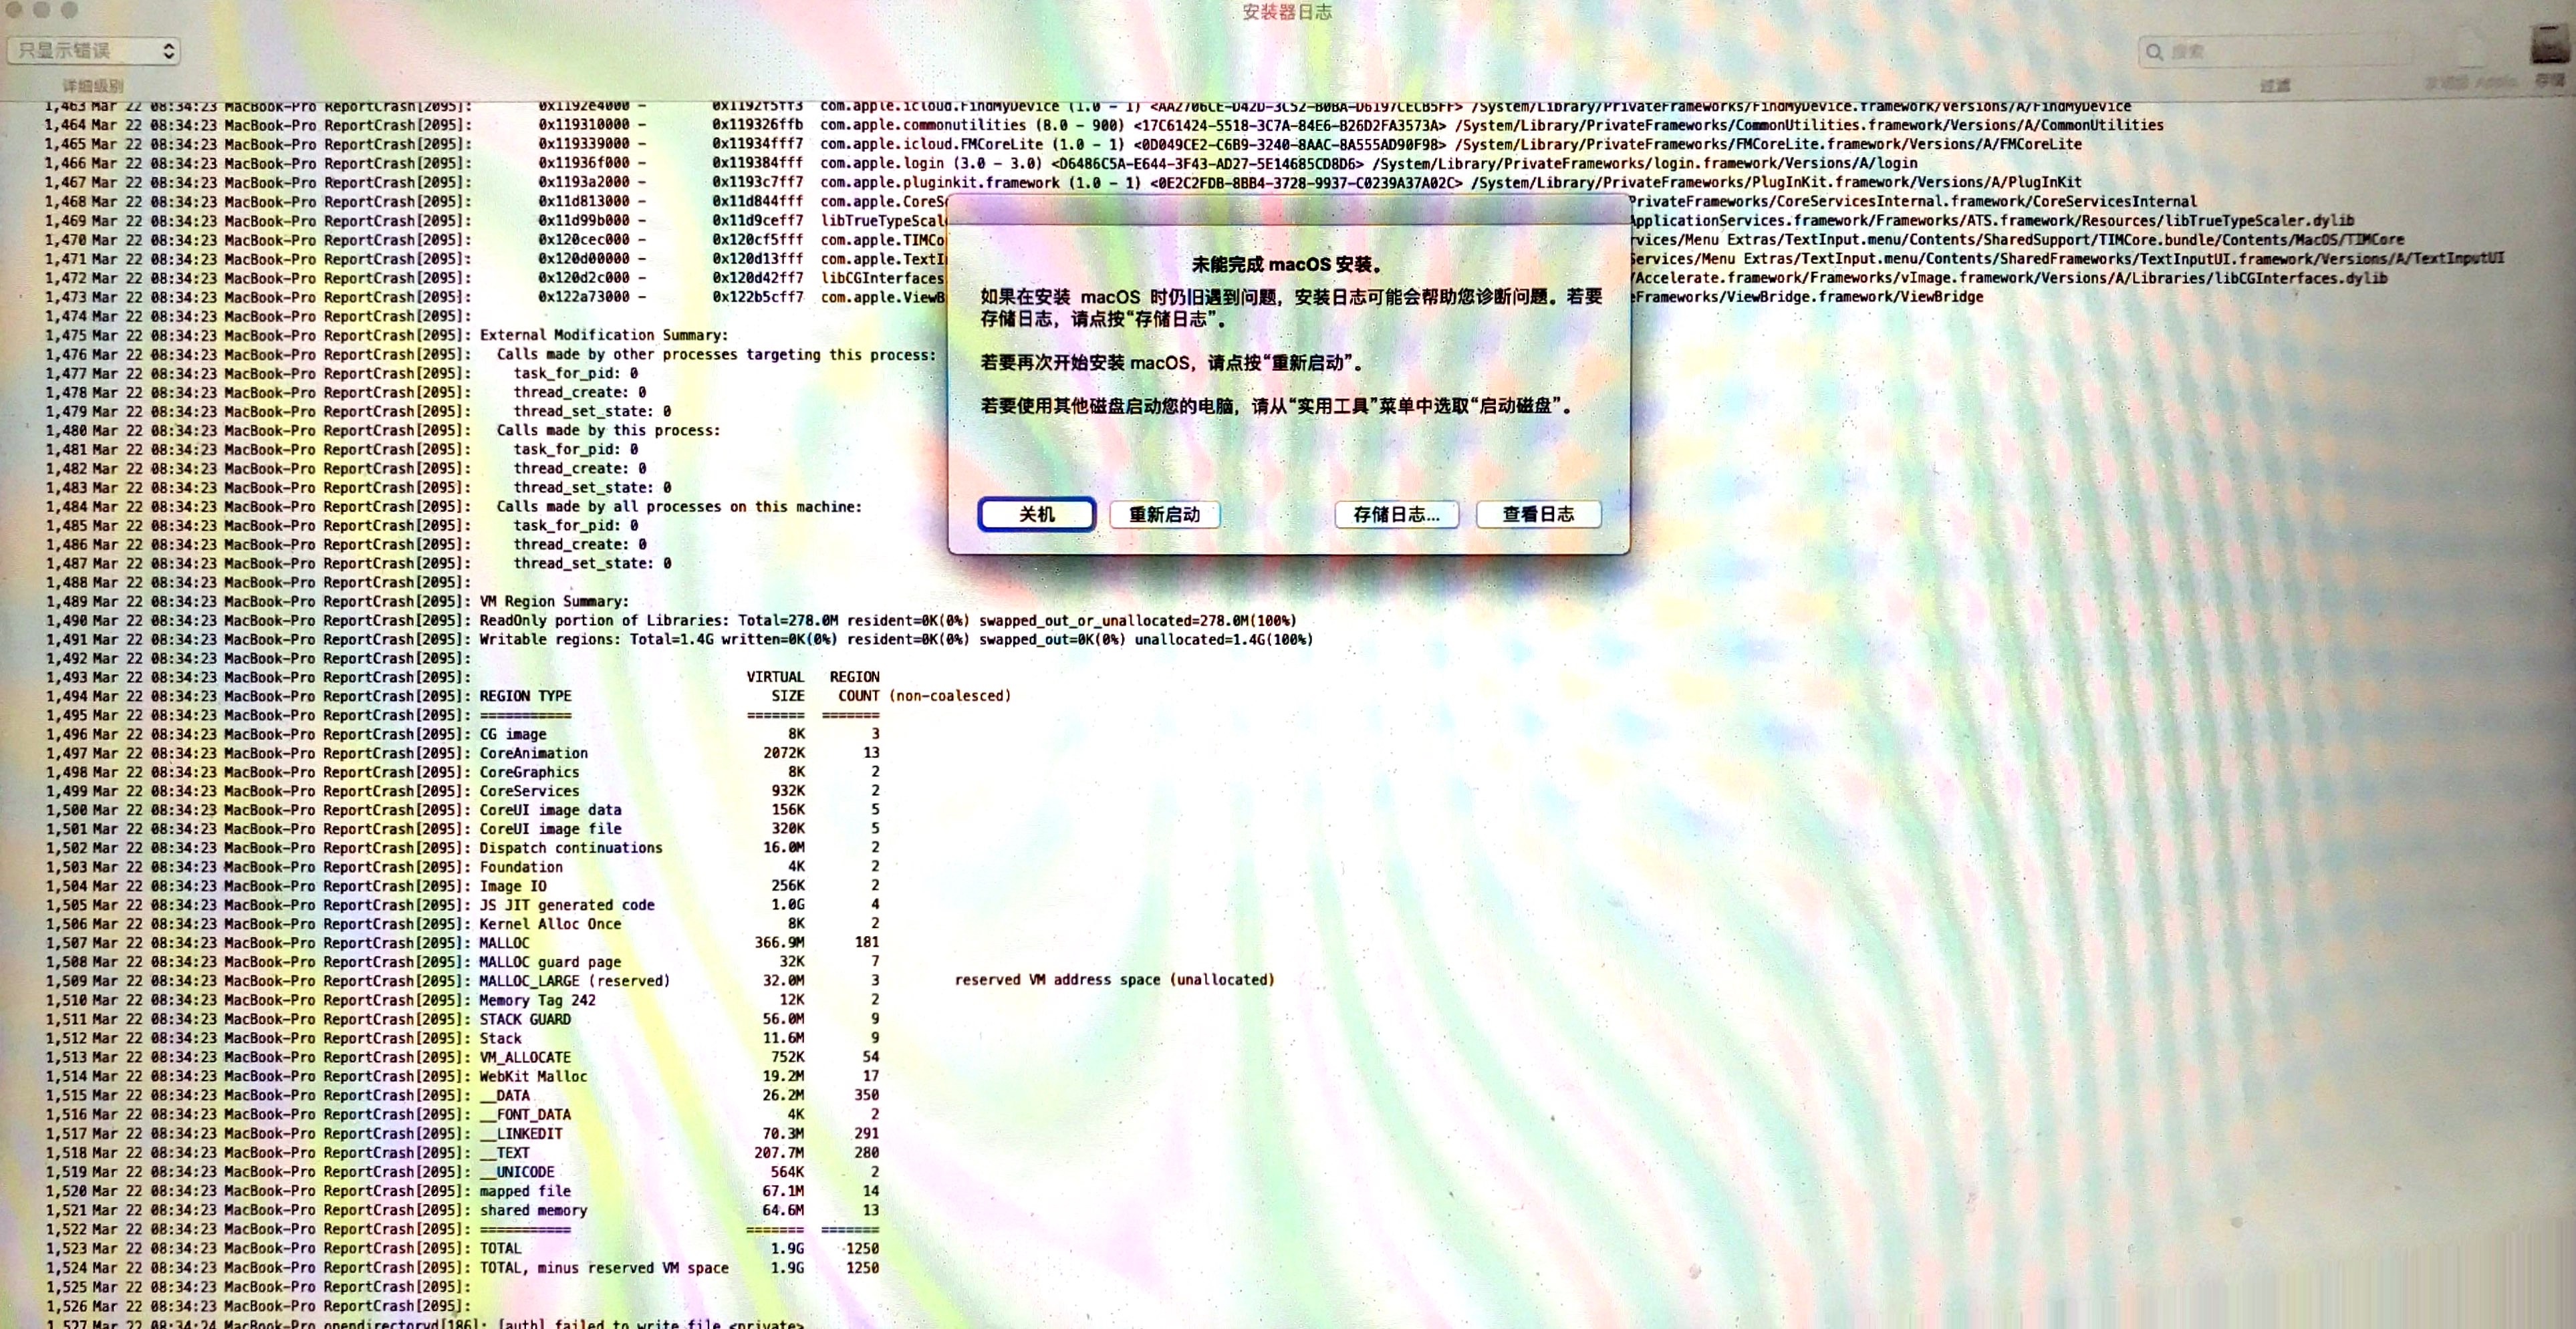 安装器日志
只显示错误
搜索
详细级别
过滤
存储
1,463 Mar 22 08:34:23 MacBook-Pro ReportCrash[2095]: 0x1192e4000 - 0x1192f5ff3 com.apple.icloud.FindMyDevice (1.0 - 1) <AA2706CE-D42D-3C52-B0BA-D6197CECB5FF> /System/Library/PrivateFrameworks/FindMyDevice.framework/Versions/A/FindMyDevice
1,464 Mar 22 08:34:23 MacBook-Pro ReportCrash[2095]: 0x119310000 - 0x119326ffb com.apple.commonutilities (8.0 - 900) <17C61424-5518-3C7A-84E6-B26D2FA3573A> /System/Library/PrivateFrameworks/CommonUtilities.framework/Versions/A/CommonUtilities
1,465 Mar 22 08:34:23 MacBook-Pro ReportCrash[2095]: 0x119339000 - 0x11934fff7 com.apple.icloud.FMCoreLite (1.0 - 1) <0D049CE2-C6B9-3240-8AAC-8A555AD90F98> /System/Library/PrivateFrameworks/FMCoreLite.framework/Versions/A/FMCoreLite
1,466 Mar 22 08:34:23 MacBook-Pro ReportCrash[2095]: 0x11936f000 - 0x119384fff com.apple.login (3.0 - 3.0) <D6486C5A-E644-3F43-AD27-5E14685CD8D6> /System/Library/PrivateFrameworks/login.framework/Versions/A/login
1,467 Mar 22 08:34:23 MacBook-Pro ReportCrash[2095]: 0x1193a2000 - 0x1193c7ff7 com.apple.pluginkit.framework (1.0 - 1) <0E2C2FDB-8BB4-3728-9937-C0239A37A02C> /System/Library/PrivateFrameworks/PlugInKit.framework/Versions/A/PlugInKit
1,468 Mar 22 08:34:23 MacBook-Pro ReportCrash[2095]: 0x11d813000 - 0x11d844fff com.apple.CoreS PrivateFrameworks/CoreServicesInternal.framework/CoreServicesInternal
1,469 Mar 22 08:34:23 MacBook-Pro ReportCrash[2095]: 0x11d99b000 - 0x11d9ceff7 libTrueTypeScal ApplicationServices.framework/Frameworks/ATS.framework/Resources/libTrueTypeScaler.dylib
1,470 Mar 22 08:34:23 MacBook-Pro ReportCrash[2095]: 0x120cec000 - 0x120cf5fff com.apple.TIMCo rvices/Menu Extras/TextInput.menu/Contents/SharedSupport/TIMCore.bundle/Contents/MacOS/TIMCore
1,471 Mar 22 08:34:23 MacBook-Pro ReportCrash[2095]: 0x120d00000 - 0x120d13fff com.apple.TextI Services/Menu Extras/TextInput.menu/Contents/SharedFrameworks/TextInputUI.framework/Versions/A/TextInputUI
1,472 Mar 22 08:34:23 MacBook-Pro ReportCrash[2095]: 0x120d2c000 - 0x120d42ff7 libCGInterfaces /Accelerate.framework/Frameworks/vImage.framework/Versions/A/Libraries/libCGInterfaces.dylib
1,473 Mar 22 08:34:23 MacBook-Pro ReportCrash[2095]: 0x122a73000 - 0x122b5cff7 com.apple.ViewB eFrameworks/ViewBridge.framework/ViewBridge
1,474 Mar 22 08:34:23 MacBook-Pro ReportCrash[2095]:
1,475 Mar 22 08:34:23 MacBook-Pro ReportCrash[2095]: External Modification Summary:
1,476 Mar 22 08:34:23 MacBook-Pro ReportCrash[2095]: Calls made by other processes targeting this process:
1,477 Mar 22 08:34:23 MacBook-Pro ReportCrash[2095]: task_for_pid: 0
1,478 Mar 22 08:34:23 MacBook-Pro ReportCrash[2095]: thread_create: 0
1,479 Mar 22 08:34:23 MacBook-Pro ReportCrash[2095]: thread_set_state: 0
1,480 Mar 22 08:34:23 MacBook-Pro ReportCrash[2095]: Calls made by this process:
1,481 Mar 22 08:34:23 MacBook-Pro ReportCrash[2095]: task_for_pid: 0
1,482 Mar 22 08:34:23 MacBook-Pro ReportCrash[2095]: thread_create: 0
1,483 Mar 22 08:34:23 MacBook-Pro ReportCrash[2095]: thread_set_state: 0
1,484 Mar 22 08:34:23 MacBook-Pro ReportCrash[2095]: Calls made by all processes on this machine:
1,485 Mar 22 08:34:23 MacBook-Pro ReportCrash[2095]: task_for_pid: 0
1,486 Mar 22 08:34:23 MacBook-Pro ReportCrash[2095]: thread_create: 0
1,487 Mar 22 08:34:23 MacBook-Pro ReportCrash[2095]: thread_set_state: 0
1,488 Mar 22 08:34:23 MacBook-Pro ReportCrash[2095]:
1,489 Mar 22 08:34:23 MacBook-Pro ReportCrash[2095]: VM Region Summary:
1,490 Mar 22 08:34:23 MacBook-Pro ReportCrash[2095]: ReadOnly portion of Libraries: Total=278.0M resident=0K(0%) swapped_out_or_unallocated=278.0M(100%)
1,491 Mar 22 08:34:23 MacBook-Pro ReportCrash[2095]: Writable regions: Total=1.4G written=0K(0%) resident=0K(0%) swapped_out=0K(0%) unallocated=1.4G(100%)
1,492 Mar 22 08:34:23 MacBook-Pro ReportCrash[2095]:
1,493 Mar 22 08:34:23 MacBook-Pro ReportCrash[2095]: VIRTUAL REGION
1,494 Mar 22 08:34:23 MacBook-Pro ReportCrash[2095]: REGION TYPE SIZE COUNT (non-coalesced)
1,495 Mar 22 08:34:23 MacBook-Pro ReportCrash[2095]: =========== ======= =======
1,496 Mar 22 08:34:23 MacBook-Pro ReportCrash[2095]: CG image 8K 3
1,497 Mar 22 08:34:23 MacBook-Pro ReportCrash[2095]: CoreAnimation 2072K 13
1,498 Mar 22 08:34:23 MacBook-Pro ReportCrash[2095]: CoreGraphics 8K 2
1,499 Mar 22 08:34:23 MacBook-Pro ReportCrash[2095]: CoreServices 932K 2
1,500 Mar 22 08:34:23 MacBook-Pro ReportCrash[2095]: CoreUI image data 156K 5
1,501 Mar 22 08:34:23 MacBook-Pro ReportCrash[2095]: CoreUI image file 320K 5
1,502 Mar 22 08:34:23 MacBook-Pro ReportCrash[2095]: Dispatch continuations 16.0M 2
1,503 Mar 22 08:34:23 MacBook-Pro ReportCrash[2095]: Foundation 4K 2
1,504 Mar 22 08:34:23 MacBook-Pro ReportCrash[2095]: Image IO 256K 2
1,505 Mar 22 08:34:23 MacBook-Pro ReportCrash[2095]: JS JIT generated code 1.0G 4
1,506 Mar 22 08:34:23 MacBook-Pro ReportCrash[2095]: Kernel Alloc Once 8K 2
1,507 Mar 22 08:34:23 MacBook-Pro ReportCrash[2095]: MALLOC 366.9M 181
1,508 Mar 22 08:34:23 MacBook-Pro ReportCrash[2095]: MALLOC guard page 32K 7
1,509 Mar 22 08:34:23 MacBook-Pro ReportCrash[2095]: MALLOC_LARGE (reserved) 32.0M 3 reserved VM address space (unallocated)
1,510 Mar 22 08:34:23 MacBook-Pro ReportCrash[2095]: Memory Tag 242 12K 2
1,511 Mar 22 08:34:23 MacBook-Pro ReportCrash[2095]: STACK GUARD 56.0M 9
1,512 Mar 22 08:34:23 MacBook-Pro ReportCrash[2095]: Stack 11.6M 9
1,513 Mar 22 08:34:23 MacBook-Pro ReportCrash[2095]: VM_ALLOCATE 752K 54
1,514 Mar 22 08:34:23 MacBook-Pro ReportCrash[2095]: WebKit Malloc 19.2M 17
1,515 Mar 22 08:34:23 MacBook-Pro ReportCrash[2095]: __DATA 26.2M 350
1,516 Mar 22 08:34:23 MacBook-Pro ReportCrash[2095]: __FONT_DATA 4K 2
1,517 Mar 22 08:34:23 MacBook-Pro ReportCrash[2095]: __LINKEDIT 70.3M 291
1,518 Mar 22 08:34:23 MacBook-Pro ReportCrash[2095]: __TEXT 207.7M 280
1,519 Mar 22 08:34:23 MacBook-Pro ReportCrash[2095]: __UNICODE 564K 2
1,520 Mar 22 08:34:23 MacBook-Pro ReportCrash[2095]: mapped file 67.1M 14
1,521 Mar 22 08:34:23 MacBook-Pro ReportCrash[2095]: shared memory 64.6M 13
1,522 Mar 22 08:34:23 MacBook-Pro ReportCrash[2095]: =========== ======= =======
1,523 Mar 22 08:34:23 MacBook-Pro ReportCrash[2095]: TOTAL 1.9G 1250
1,524 Mar 22 08:34:23 MacBook-Pro ReportCrash[2095]: TOTAL, minus reserved VM space 1.9G 1250
1,525 Mar 22 08:34:23 MacBook-Pro ReportCrash[2095]:
1,526 Mar 22 08:34:23 MacBook-Pro ReportCrash[2095]:
1,527 Mar 22 08:34:24 MacBook-Pro opendirectoryd[186]: [auth] failed to write file <private>
未能完成 macOS 安装。
如果在安装 macOS 时仍旧遇到问题，安装日志可能会帮助您诊断问题。若要
存储日志，请点按“存储日志”。
若要再次开始安装 macOS，请点按“重新启动”。
若要使用其他磁盘启动您的电脑，请从“实用工具”菜单中选取“启动磁盘”。
关机
重新启动
存储日志...
查看日志